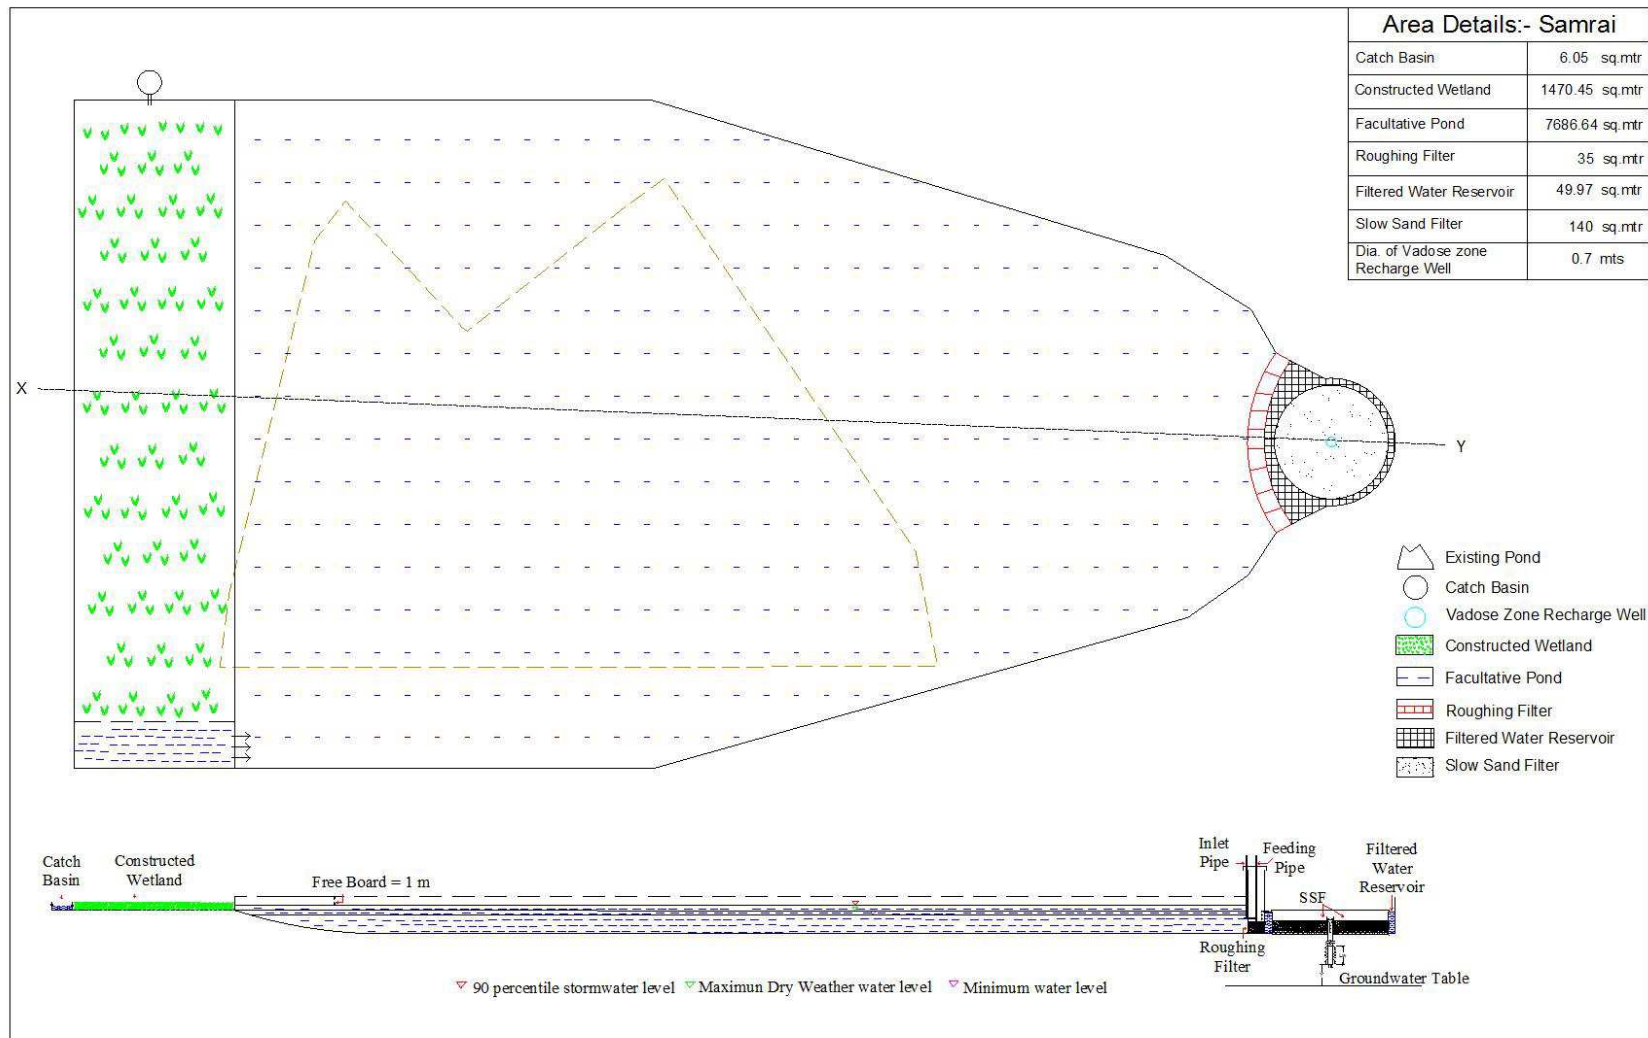 Area Details:- Samrai
Catch Basin 6.05 sq.mtr
Constructed Wetland 1470.45 sq.mtr
Facultative Pond 7686.64 sq.mtr
Roughing Filter 35 sq.mtr
Filtered Water Reservoir 49.97 sq.mtr
Slow Sand Filter 140 sq.mtr
Dia. of Vadose zone
Recharge Well 0.7 mts
X
Y
Existing Pond
Catch Basin
Vadose Zone Recharge Well
Constructed Wetland
Facultative Pond
Roughing Filter
Filtered Water Reservoir
Slow Sand Filter
Catch
Basin
Constructed
Wetland
Free Board = 1 m
Inlet
Pipe
Feeding
Pipe
SSF
Filtered
Water
Reservoir
Roughing
Filter
Groundwater Table
90 percentile stormwater level
Maximun Dry Weather water level
Minimum water level